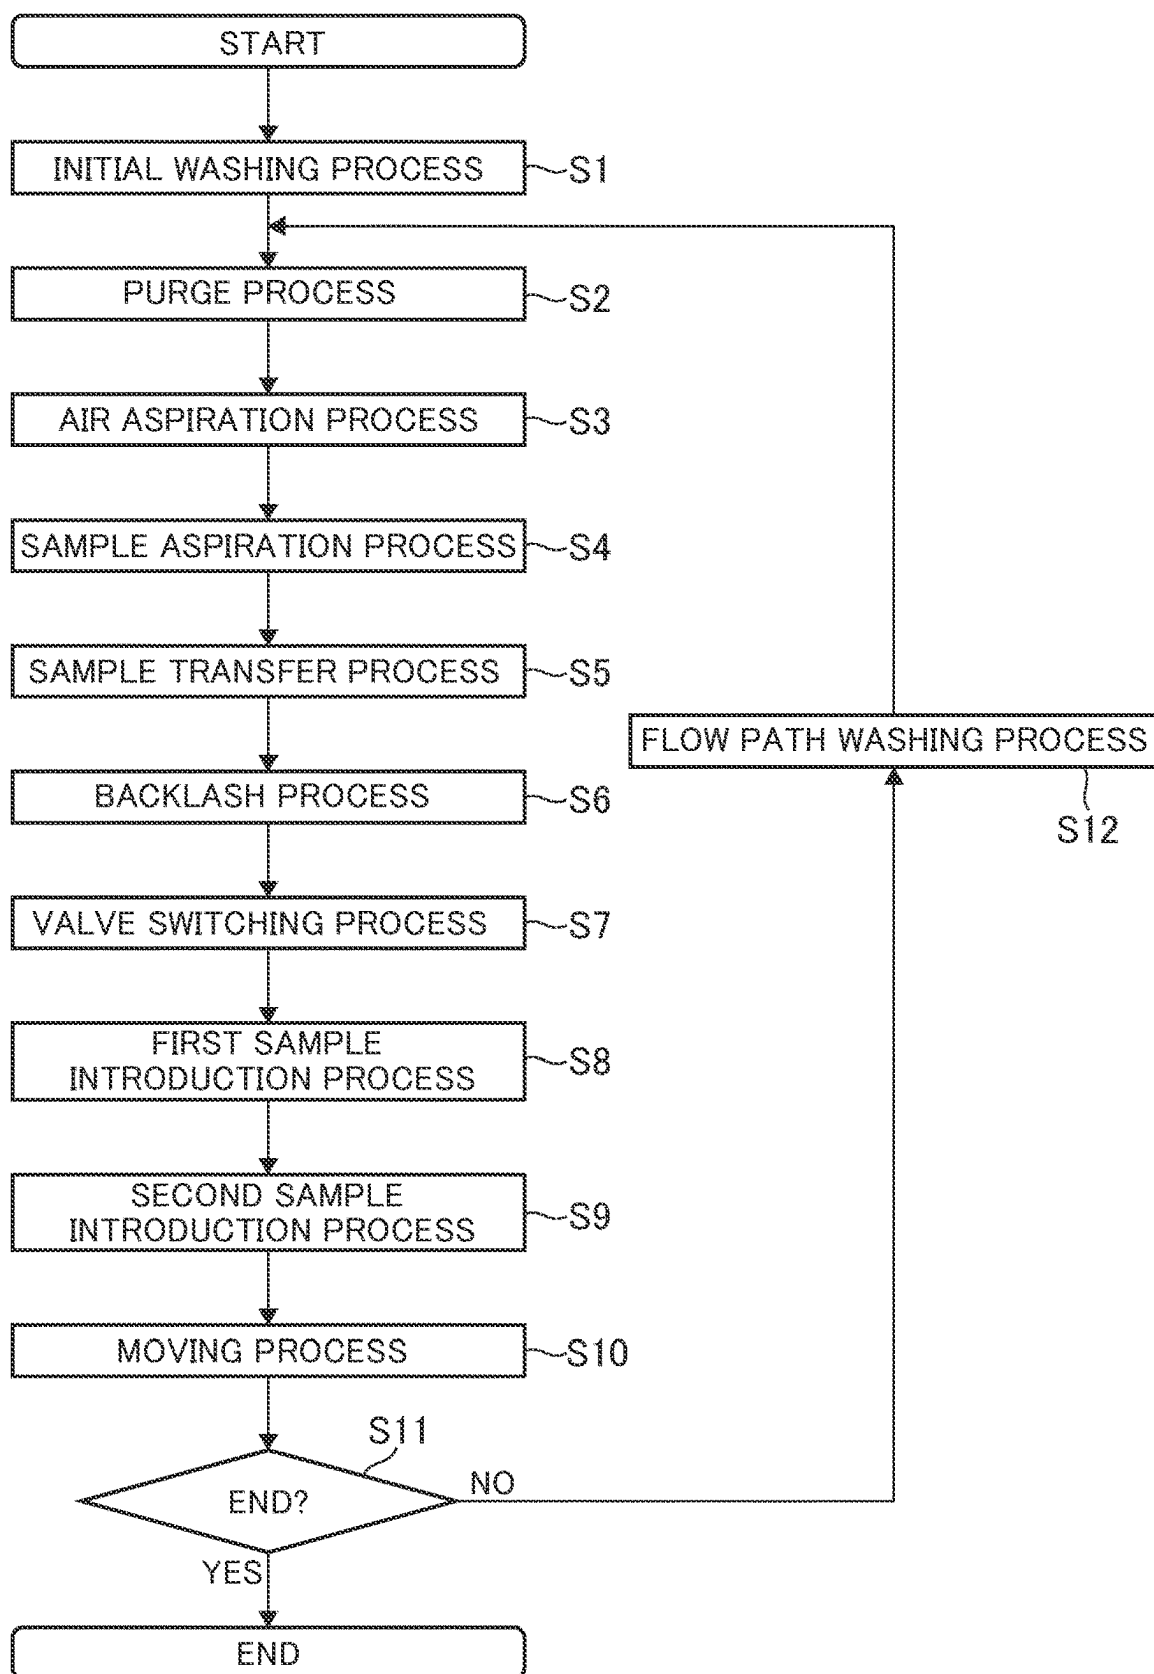 START
INITIAL WASHING PROCESS
S1
PURGE PROCESS
S2
AIR ASPIRATION PROCESS
S3
SAMPLE ASPIRATION PROCESS
S4
SAMPLE TRANSFER PROCESS
S5
FLOW PATH WASHING PROCESS
S12
BACKLASH PROCESS
S6
VALVE SWITCHING PROCESS
S7
FIRST SAMPLE
INTRODUCTION PROCESS
S8
SECOND SAMPLE
INTRODUCTION PROCESS
S9
MOVING PROCESS
S10
S11
END?
NO
YES
END